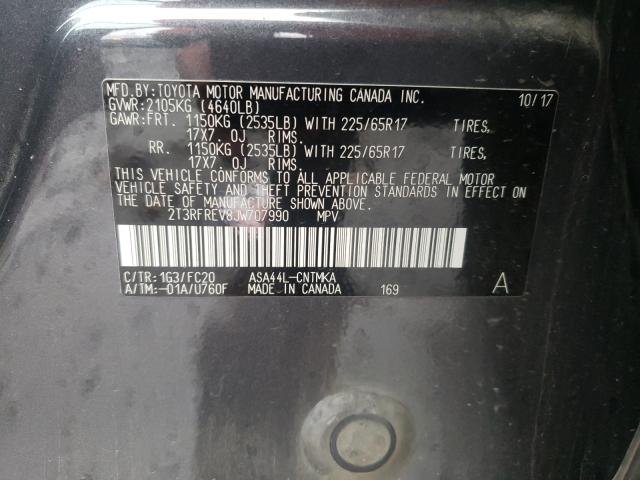 MFD.BY:TOYOTA MOTOR MANUFACTURING CANADA INC. 10/17
GVWR:2105KG (4640LB)
GAWR:FRT. 1150KG (2535LB) WITH 225/65R17 TIRES,
17X7. 0J RIMS.
RR. 1150KG (2535LB) WITH 225/65R17 TIRES,
17X7. 0J RIMS.
THIS VEHICLE CONFORMS TO ALL APPLICABLE FEDERAL MOTOR
VEHICLE SAFETY AND THEFT PREVENTION STANDARDS IN EFFECT ON
THE DATE OF MANUFACTURE SHOWN ABOVE.
2T3RFREV8JW707990 MPV
C/TR:1G3/FC20 ASA44L-CNTMKA
A/TM:-01A/U760F MADE IN CANADA 169 A